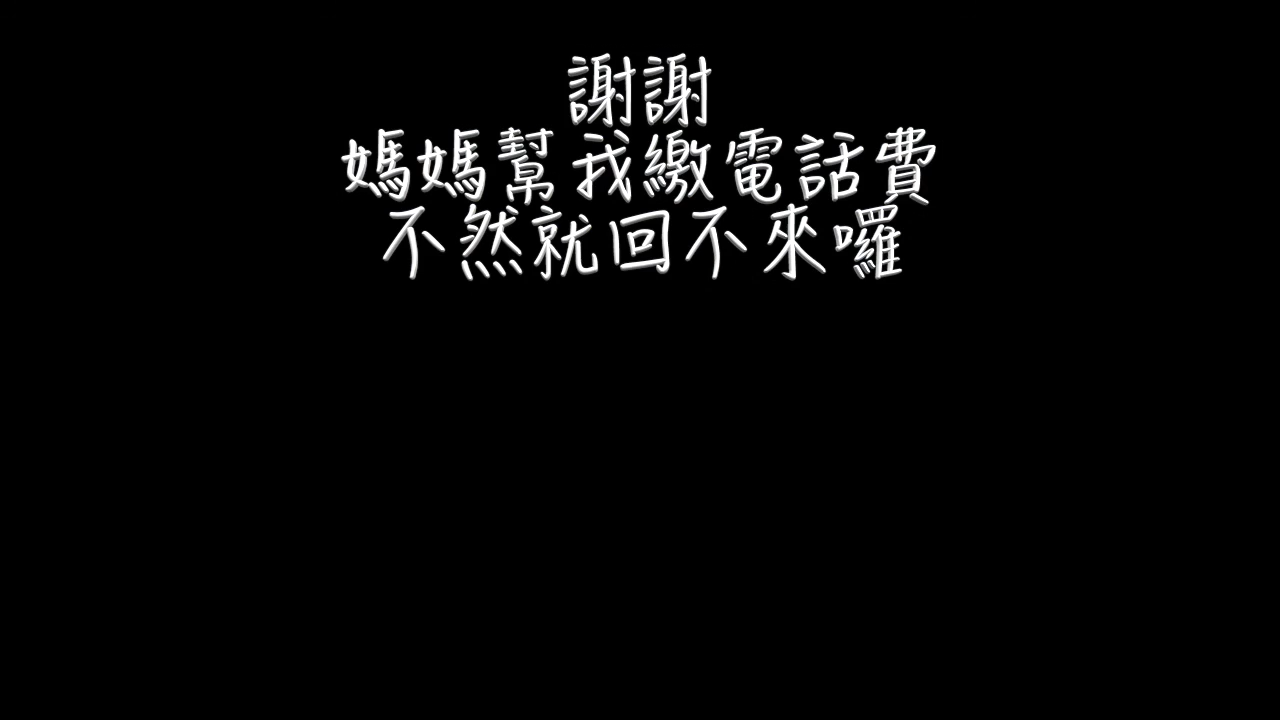 謝謝
媽媽幫我繳電話費
不然就回不來囉